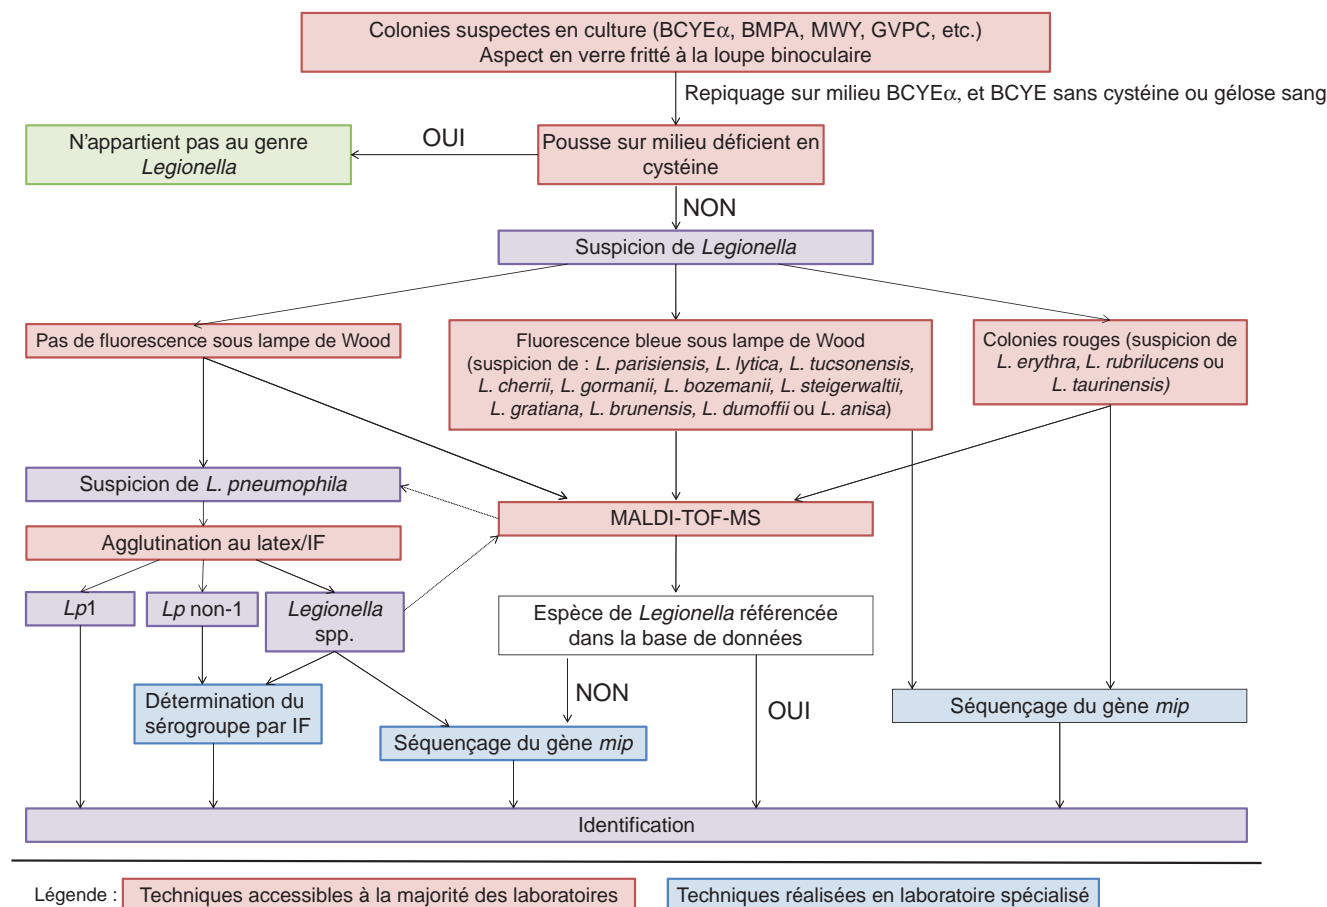 Colonies suspectes en culture (BCYEα, BMPA, MWY, GVPC, etc.)
Aspect en verre fritté à la loupe binoculaire
Repiquage sur milieu BCYEα, et BCYE sans cystéine ou gélose sang
N'appartient pas au genre
Legionella
OUI
Pousse sur milieu déficient en
cystéine
NON
Suspicion de Legionella
Pas de fluorescence sous lampe de Wood
Fluorescence bleue sous lampe de Wood
(suspicion de : L. parisiensis, L. lytica, L. tucsonensis,
L. cherrii, L. gormanii, L. bozemanii, L. steigerwaltii,
L. gratiana, L. brunensis, L. dumoffii ou L. anisa)
Colonies rouges (suspicion de
L. erythra, L. rubrilucens ou
L. taurinensis)
Suspicion de L. pneumophila
MALDI-TOF-MS
Agglutination au latex/IF
Lp1
Lp non-1
Legionella
spp.
Espèce de Legionella référencée
dans la base de données
Détermination du
sérogroupe par IF
NON
OUI
Séquençage du gène mip
Séquençage du gène mip
Identification
Légende :
Techniques accessibles à la majorité des laboratoires
Techniques réalisées en laboratoire spécialisé